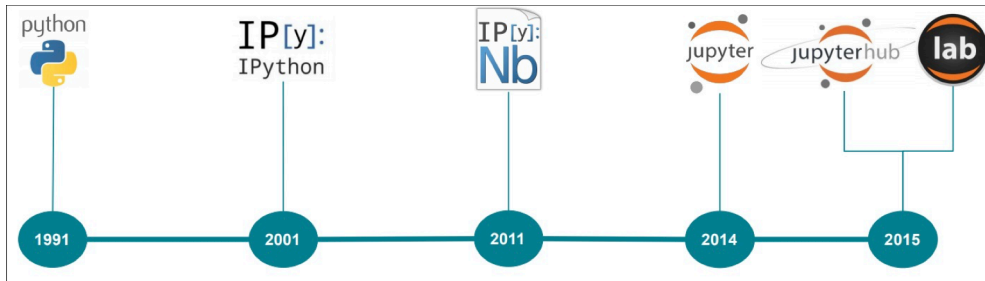 python
IP[y]:
IPython
IP[y]:
Nb
jupyter
jupyterhub
lab
1991
2001
2011
2014
2015